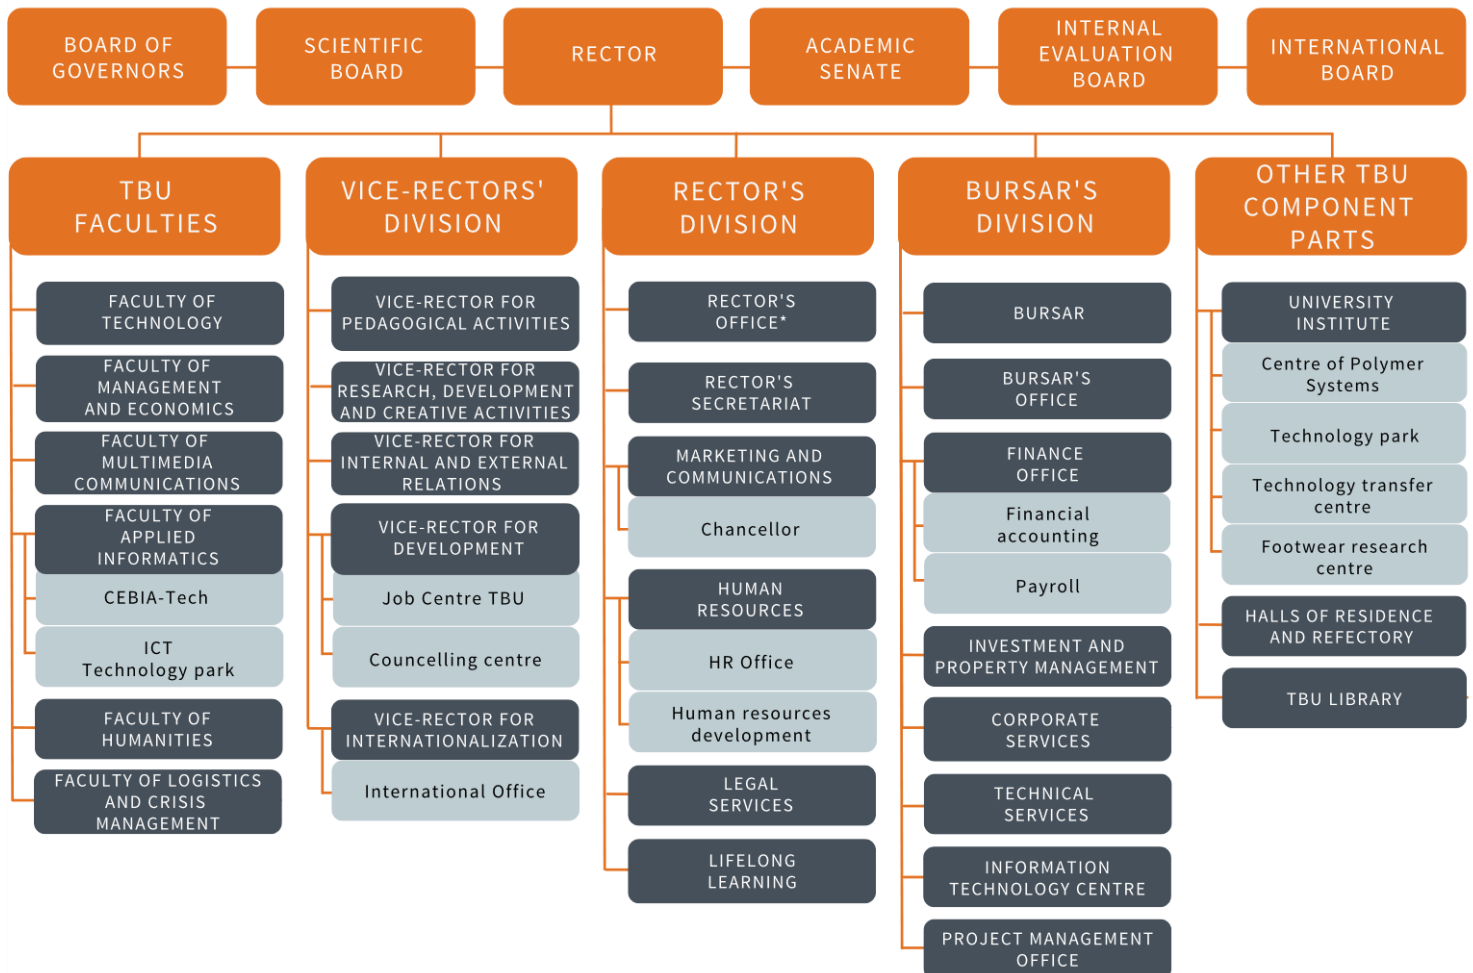 BOARD OF
GOVERNORS
SCIENTIFIC
BOARD
RECTOR
ACADEMIC
SENATE
INTERNAL
EVALUATION
BOARD
INTERNATIONAL
BOARD
TBU
FACULTIES
FACULTY OF
TECHNOLOGY
FACULTY OF
MANAGEMENT
AND ECONOMICS
FACULTY OF
MULTIMEDIA
COMMUNICATIONS
FACULTY OF
APPLIED
INFORMATICS
CEBIA-Tech
ICT
Technology park
FACULTY OF
HUMANITIES
FACULTY OF LOGISTICS
AND CRISIS
MANAGEMENT
VICE-RECTORS'
DIVISION
VICE-RECTOR FOR
PEDAGOGICAL ACTIVITIES
VICE-RECTOR FOR
RESEARCH, DEVELOPMENT
AND CREATIVE ACTIVITIES
VICE-RECTOR FOR
INTERNAL AND EXTERNAL
RELATIONS
VICE-RECTOR FOR
DEVELOPMENT
Job Centre TBU
Councelling centre
VICE-RECTOR FOR
INTERNATIONALIZATION
International Office
RECTOR'S
DIVISION
RECTOR'S
OFFICE*
RECTOR'S
SECRETARIAT
MARKETING AND
COMMUNICATIONS
Chancellor
HUMAN
RESOURCES
HR Office
Human resources
development
LEGAL
SERVICES
LIFELONG
LEARNING
BURSAR'S
DIVISION
BURSAR
BURSAR'S
OFFICE
FINANCE
OFFICE
Financial
accounting
Payroll
INVESTMENT AND
PROPERTY MANAGEMENT
CORPORATE
SERVICES
TECHNICAL
SERVICES
INFORMATION
TECHNOLOGY CENTRE
PROJECT MANAGEMENT
OFFICE
OTHER TBU
COMPONENT
PARTS
UNIVERSITY
INSTITUTE
Centre of Polymer
Systems
Technology park
Technology transfer
centre
Footwear research
centre
HALLS OF RESIDENCE
AND REFECTORY
TBU LIBRARY